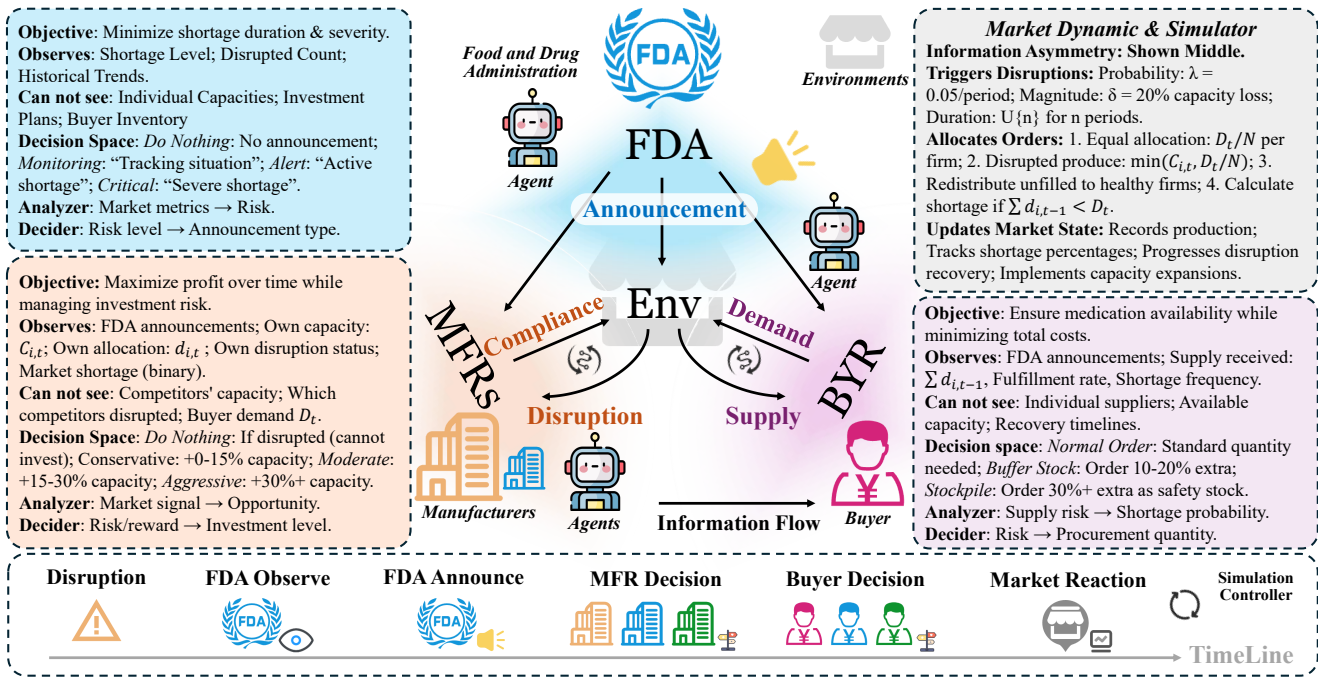 Objective: Minimize shortage duration & severity.
Observes: Shortage Level; Disrupted Count;
Historical Trends.
Can not see: Individual Capacities; Investment
Plans; Buyer Inventory
Decision Space: Do Nothing: No announcement;
Monitoring: “Tracking situation”; Alert: “Active
shortage”; Critical: “Severe shortage”.
Analyzer: Market metrics → Risk.
Decider: Risk level → Announcement type.
Objective: Maximize profit over time while
managing investment risk.
Observes: FDA announcements; Own capacity:
C_{i,t}; Own allocation: d_{i,t} ; Own disruption status;
Market shortage (binary).
Can not see: Competitors' capacity; Which
competitors disrupted; Buyer demand D_t.
Decision Space: Do Nothing: If disrupted (cannot
invest); Conservative: +0-15% capacity; Moderate:
+15-30% capacity; Aggressive: +30%+ capacity.
Analyzer: Market signal → Opportunity.
Decider: Risk/reward → Investment level.
Food and Drug
Administration
FDA
Environments
Agent
FDA
Announcement
Agent
Env
Compliance
Demand
MFRs
BYR
Disruption
Supply
Manufacturers
Agents
Information Flow
Buyer
Market Dynamic & Simulator
Information Asymmetry: Shown Middle.
Triggers Disruptions: Probability: λ =
0.05/period; Magnitude: δ = 20% capacity loss;
Duration: U{n} for n periods.
Allocates Orders: 1. Equal allocation: D_t/N per
firm; 2. Disrupted produce: min(C_{i,t}, D_t/N); 3.
Redistribute unfilled to healthy firms; 4. Calculate
shortage if ∑ d_{i,t−1} < D_t.
Updates Market State: Records production;
Tracks shortage percentages; Progresses disruption
recovery; Implements capacity expansions.
Objective: Ensure medication availability while
minimizing total costs.
Observes: FDA announcements; Supply received:
∑ d_{i,t−1}, Fulfillment rate, Shortage frequency.
Can not see: Individual suppliers; Available
capacity; Recovery timelines.
Decision space: Normal Order: Standard quantity
needed; Buffer Stock: Order 10-20% extra;
Stockpile: Order 30%+ extra as safety stock.
Analyzer: Supply risk → Shortage probability.
Decider: Risk → Procurement quantity.
Disruption
FDA Observe
FDA Announce
MFR Decision
Buyer Decision
Market Reaction
Simulation
Controller
FDA
FDA
TimeLine